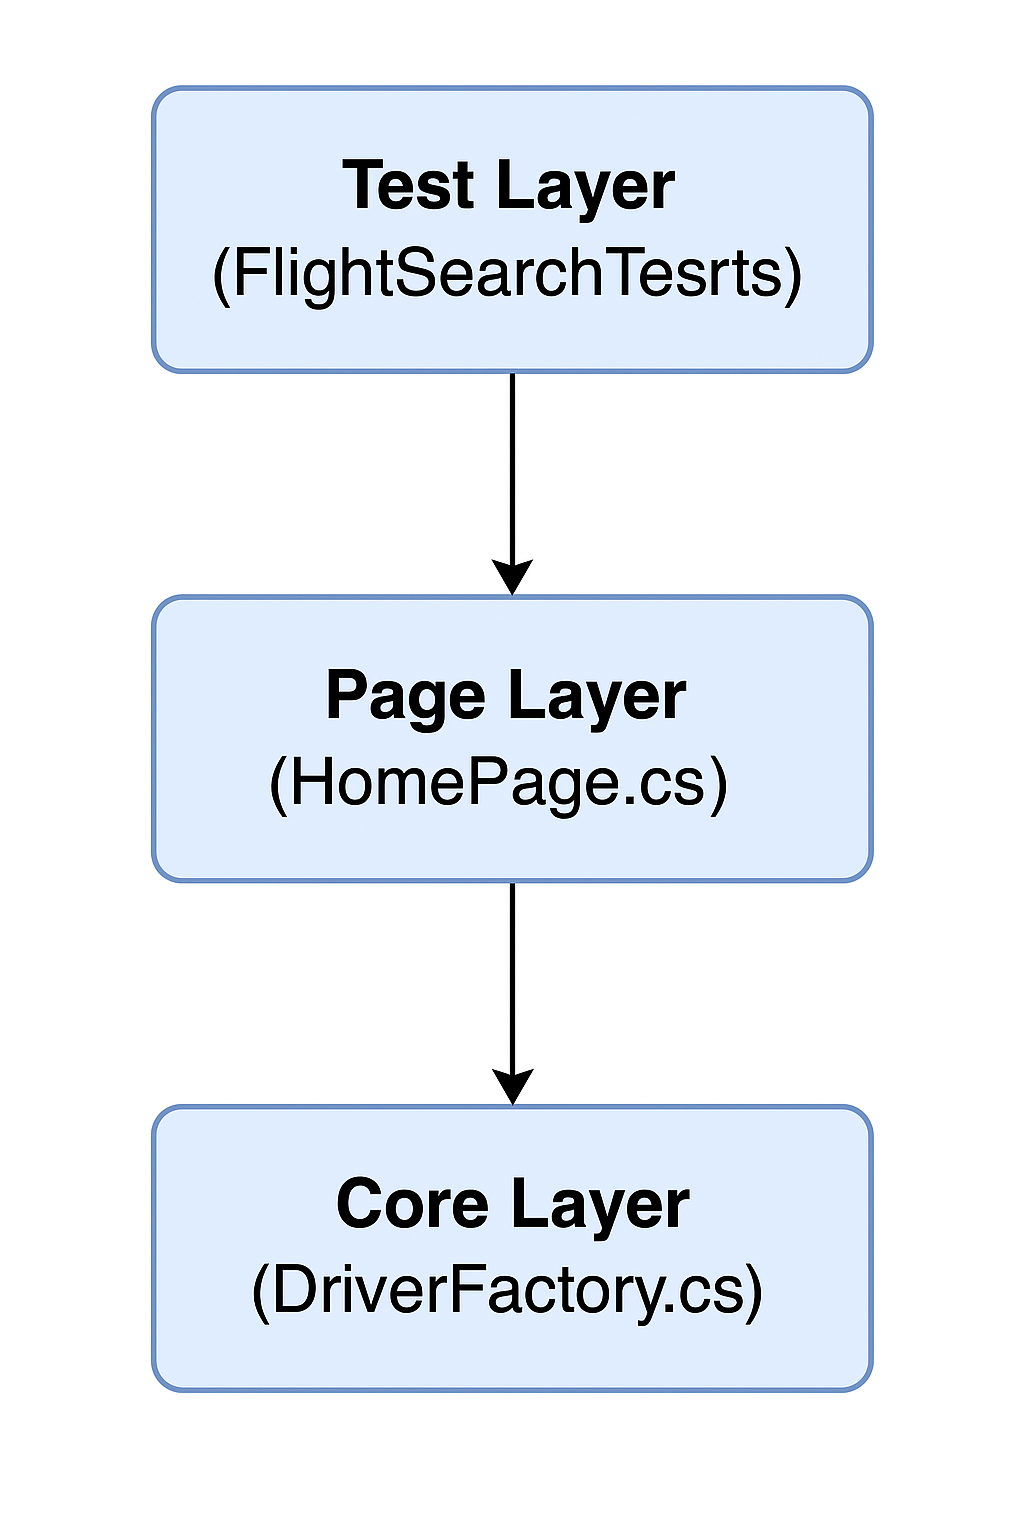 Test Layer
(FlightSearchTesrts)
Page Layer
(HomePage.cs)
Core Layer
(DriverFactory.cs)